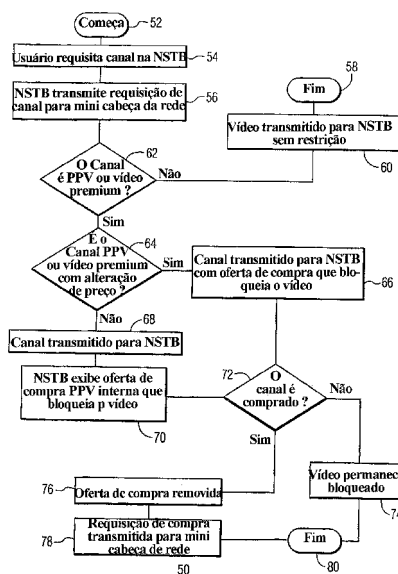 Começa
52
Usuário requisita canal na NSTB
54
NSTB transmite requisição de
canal para mini cabeça da rede
56
58
Fim
Vídeo transmitido para NSTB
sem restrição
60
62
O Canal
é PPV ou vídeo
premium ?
Não
Sim
64
E o
Canal PPV
ou vídeo premium
com alteração
de preço ?
Sim
Canal transmitido para NSTB
com oferta de compra que blo-
queia o vídeo
66
Não
68
Canal transmitido para NSTB
NSTB exibe oferta de
compra PPV interna que
bloqueia p vídeo
70
72
O
canal é
comprado ?
Não
Sim
Vídeo permanec
bloqueado
74
76
Oferta de compra removida
Requisição de compra
transmitida para mini
cabeça de rede
78
Fim
80
50